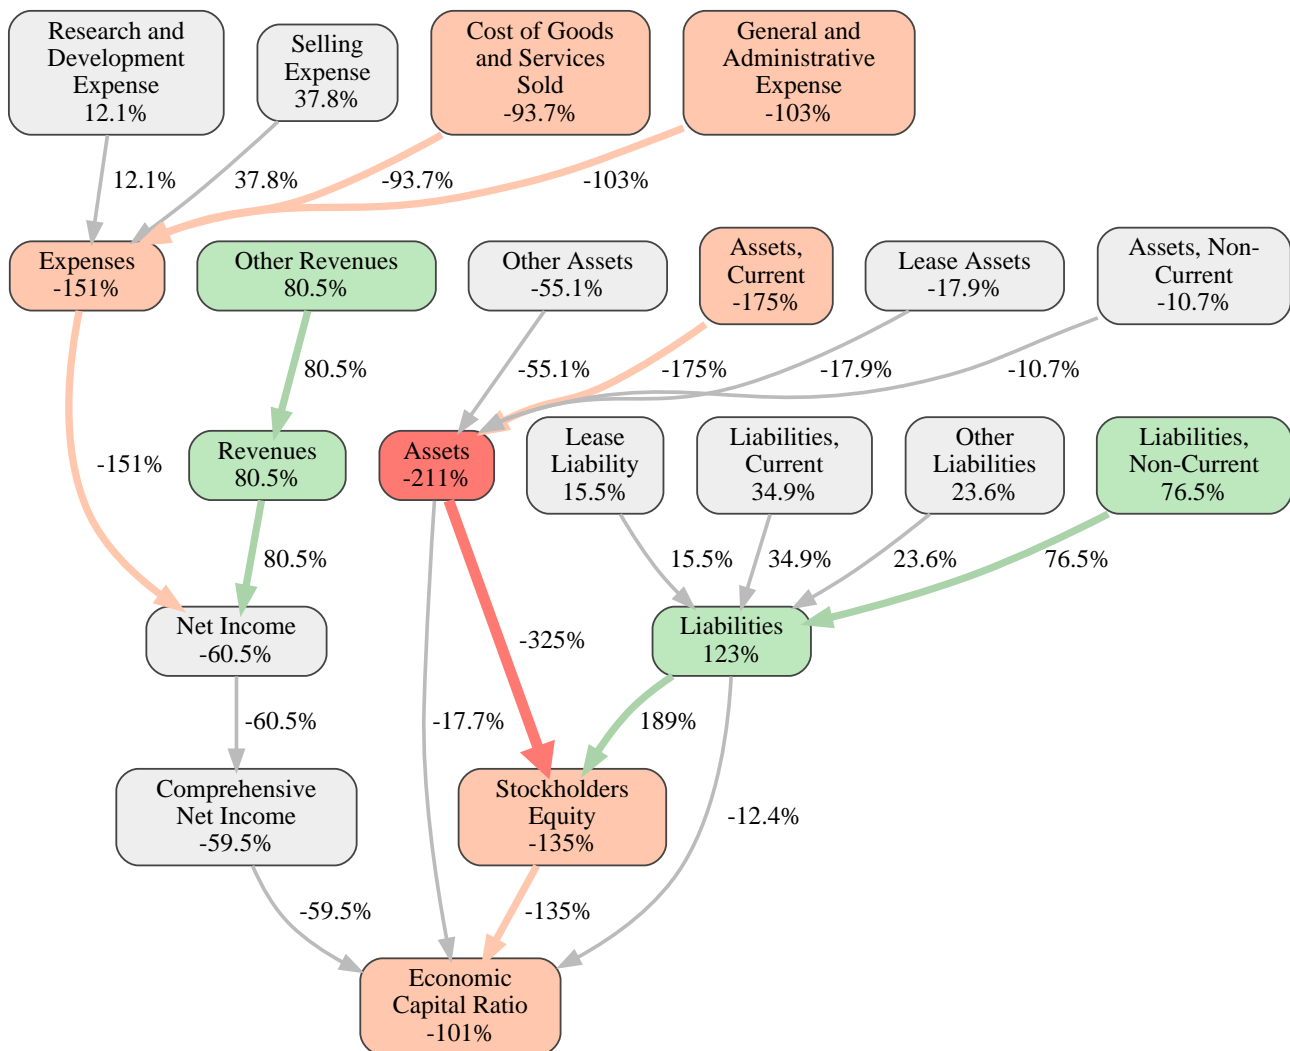 Research and
Development
Expense
12.1%
Selling
Expense
37.8%
Cost of Goods
and Services
Sold
-93.7%
General and
Administrative
Expense
-103%
12.1%
37.8%
-93.7%
-103%
Expenses
-151%
Other Revenues
80.5%
Other Assets
-55.1%
Assets,
Current
-175%
Lease Assets
-17.9%
Assets, Non-
Current
-10.7%
80.5%
-55.1%
-175%
-17.9%
-10.7%
-151%
Revenues
80.5%
Assets
-211%
Lease
Liability
15.5%
Liabilities,
Current
34.9%
Other
Liabilities
23.6%
Liabilities,
Non-Current
76.5%
80.5%
15.5%
34.9%
23.6%
76.5%
Net Income
-60.5%
-325%
Liabilities
123%
-60.5%
-17.7%
189%
Comprehensive
Net Income
-59.5%
Stockholders
Equity
-135%
-12.4%
-59.5%
-135%
Economic
Capital Ratio
-101%